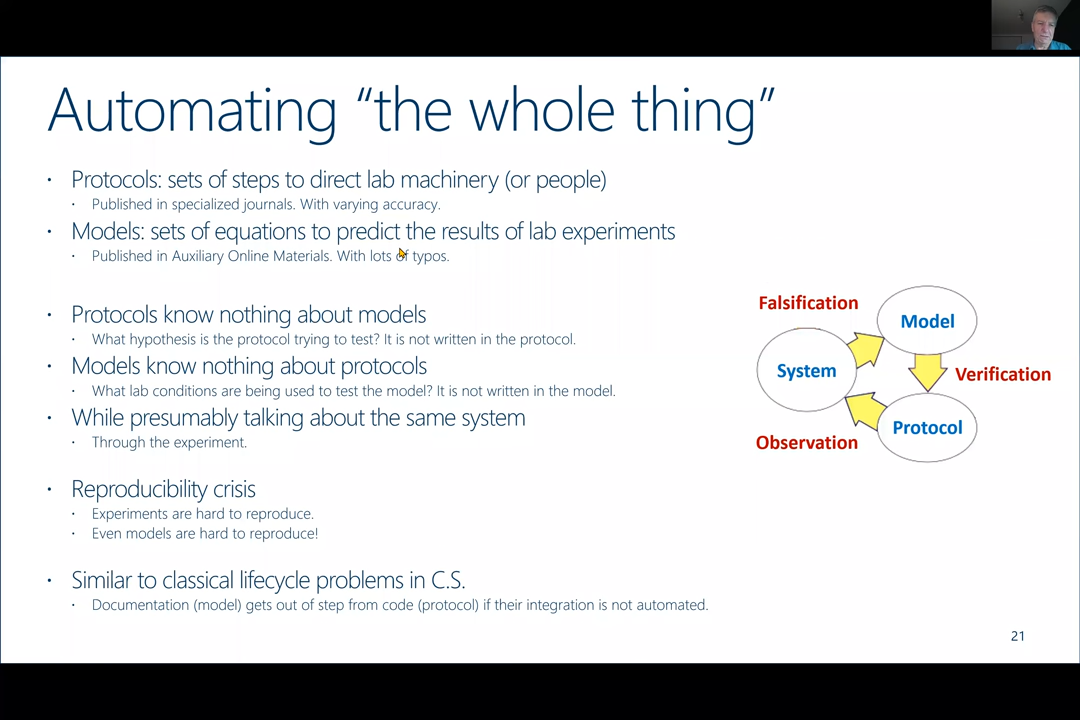 Automating “the whole thing”
· Protocols: sets of steps to direct lab machinery (or people)
· Published in specialized journals. With varying accuracy.
· Models: sets of equations to predict the results of lab experiments
· Published in Auxiliary Online Materials. With lots of typos.
· Protocols know nothing about models
· What hypothesis is the protocol trying to test? It is not written in the protocol.
· Models know nothing about protocols
· What lab conditions are being used to test the model? It is not written in the model.
· While presumably talking about the same system
· Through the experiment.
· Reproducibility crisis
· Experiments are hard to reproduce.
· Even models are hard to reproduce!
· Similar to classical lifecycle problems in C.S.
· Documentation (model) gets out of step from code (protocol) if their integration is not automated.
Falsification
Model
System
Verification
Protocol
Observation
21